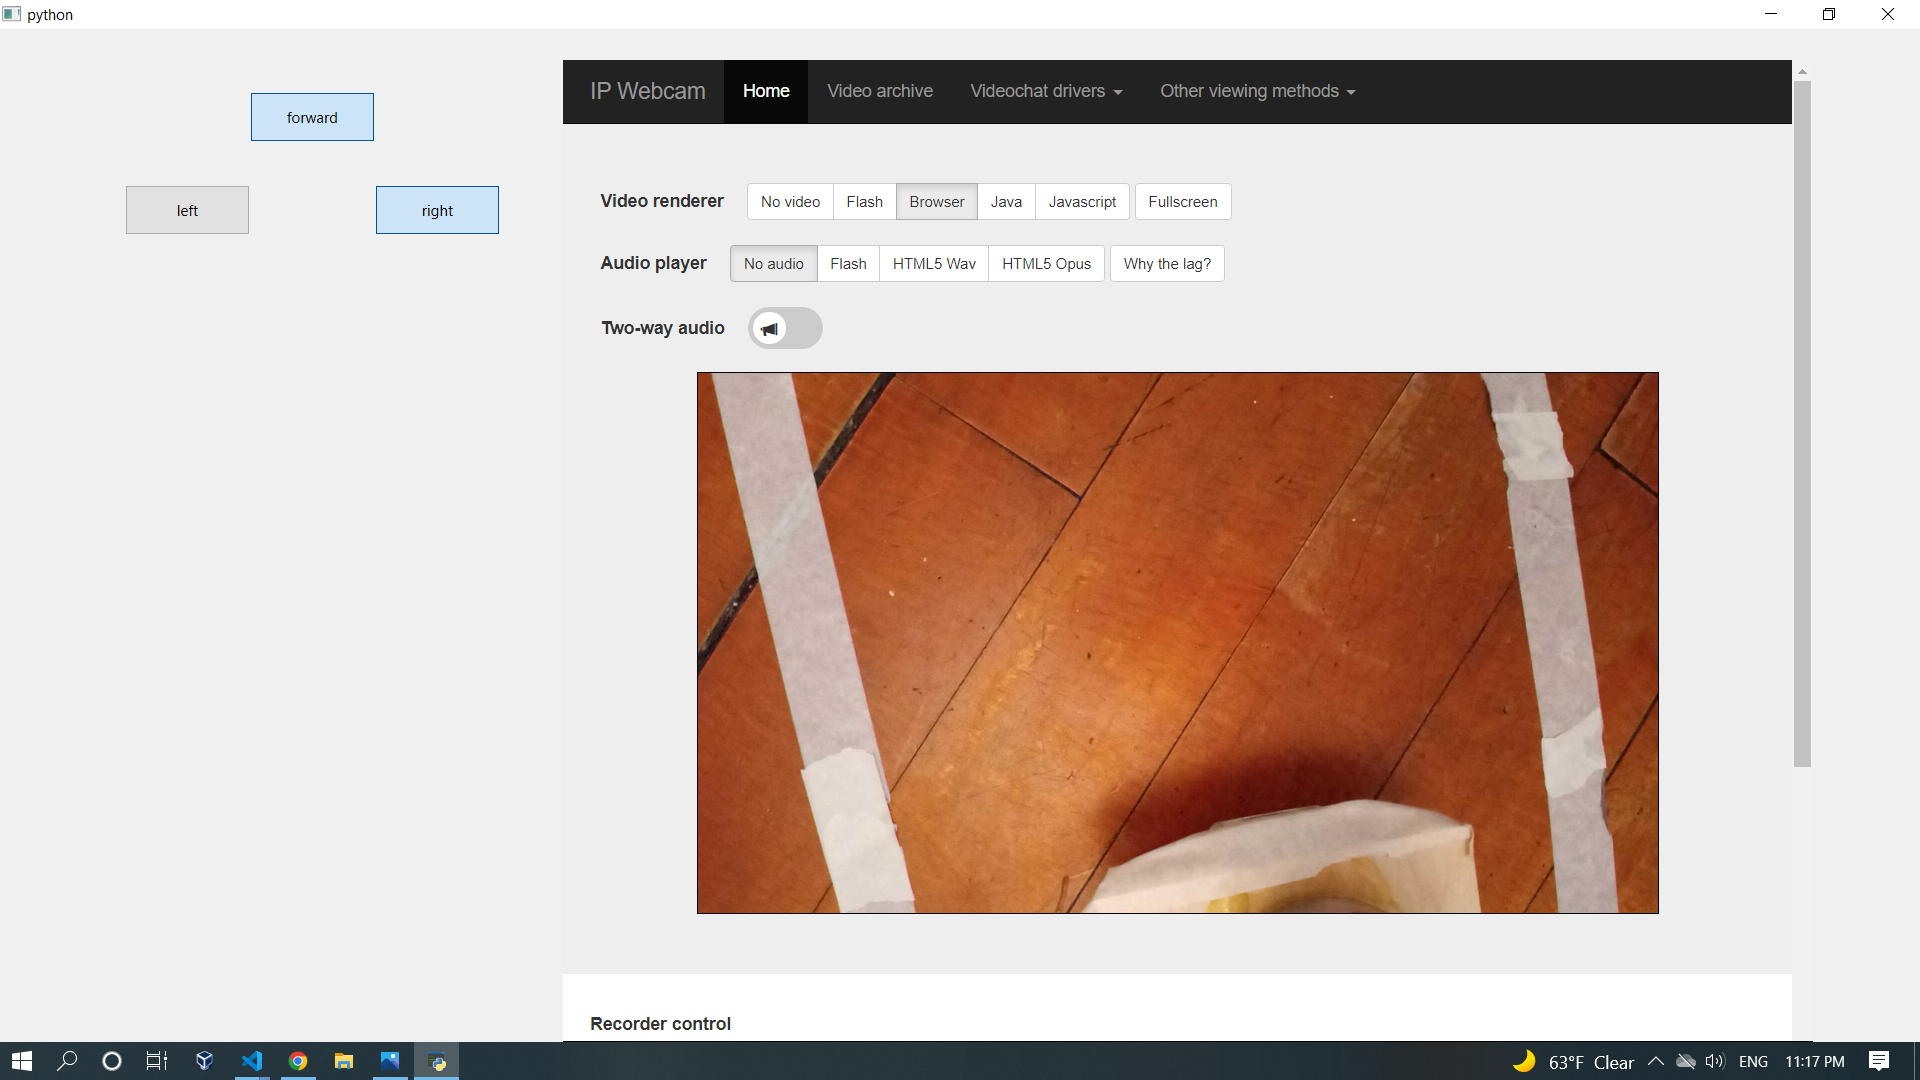 python
forward
left
right
IP Webcam Home Video archive Videochat drivers Other viewing methods
Video renderer No video Flash Browser Java Javascript Fullscreen
Audio player No audio Flash HTML5 Wav HTML5 Opus Why the lag?
Two-way audio
Recorder control
63°F Clear ENG 11:17 PM